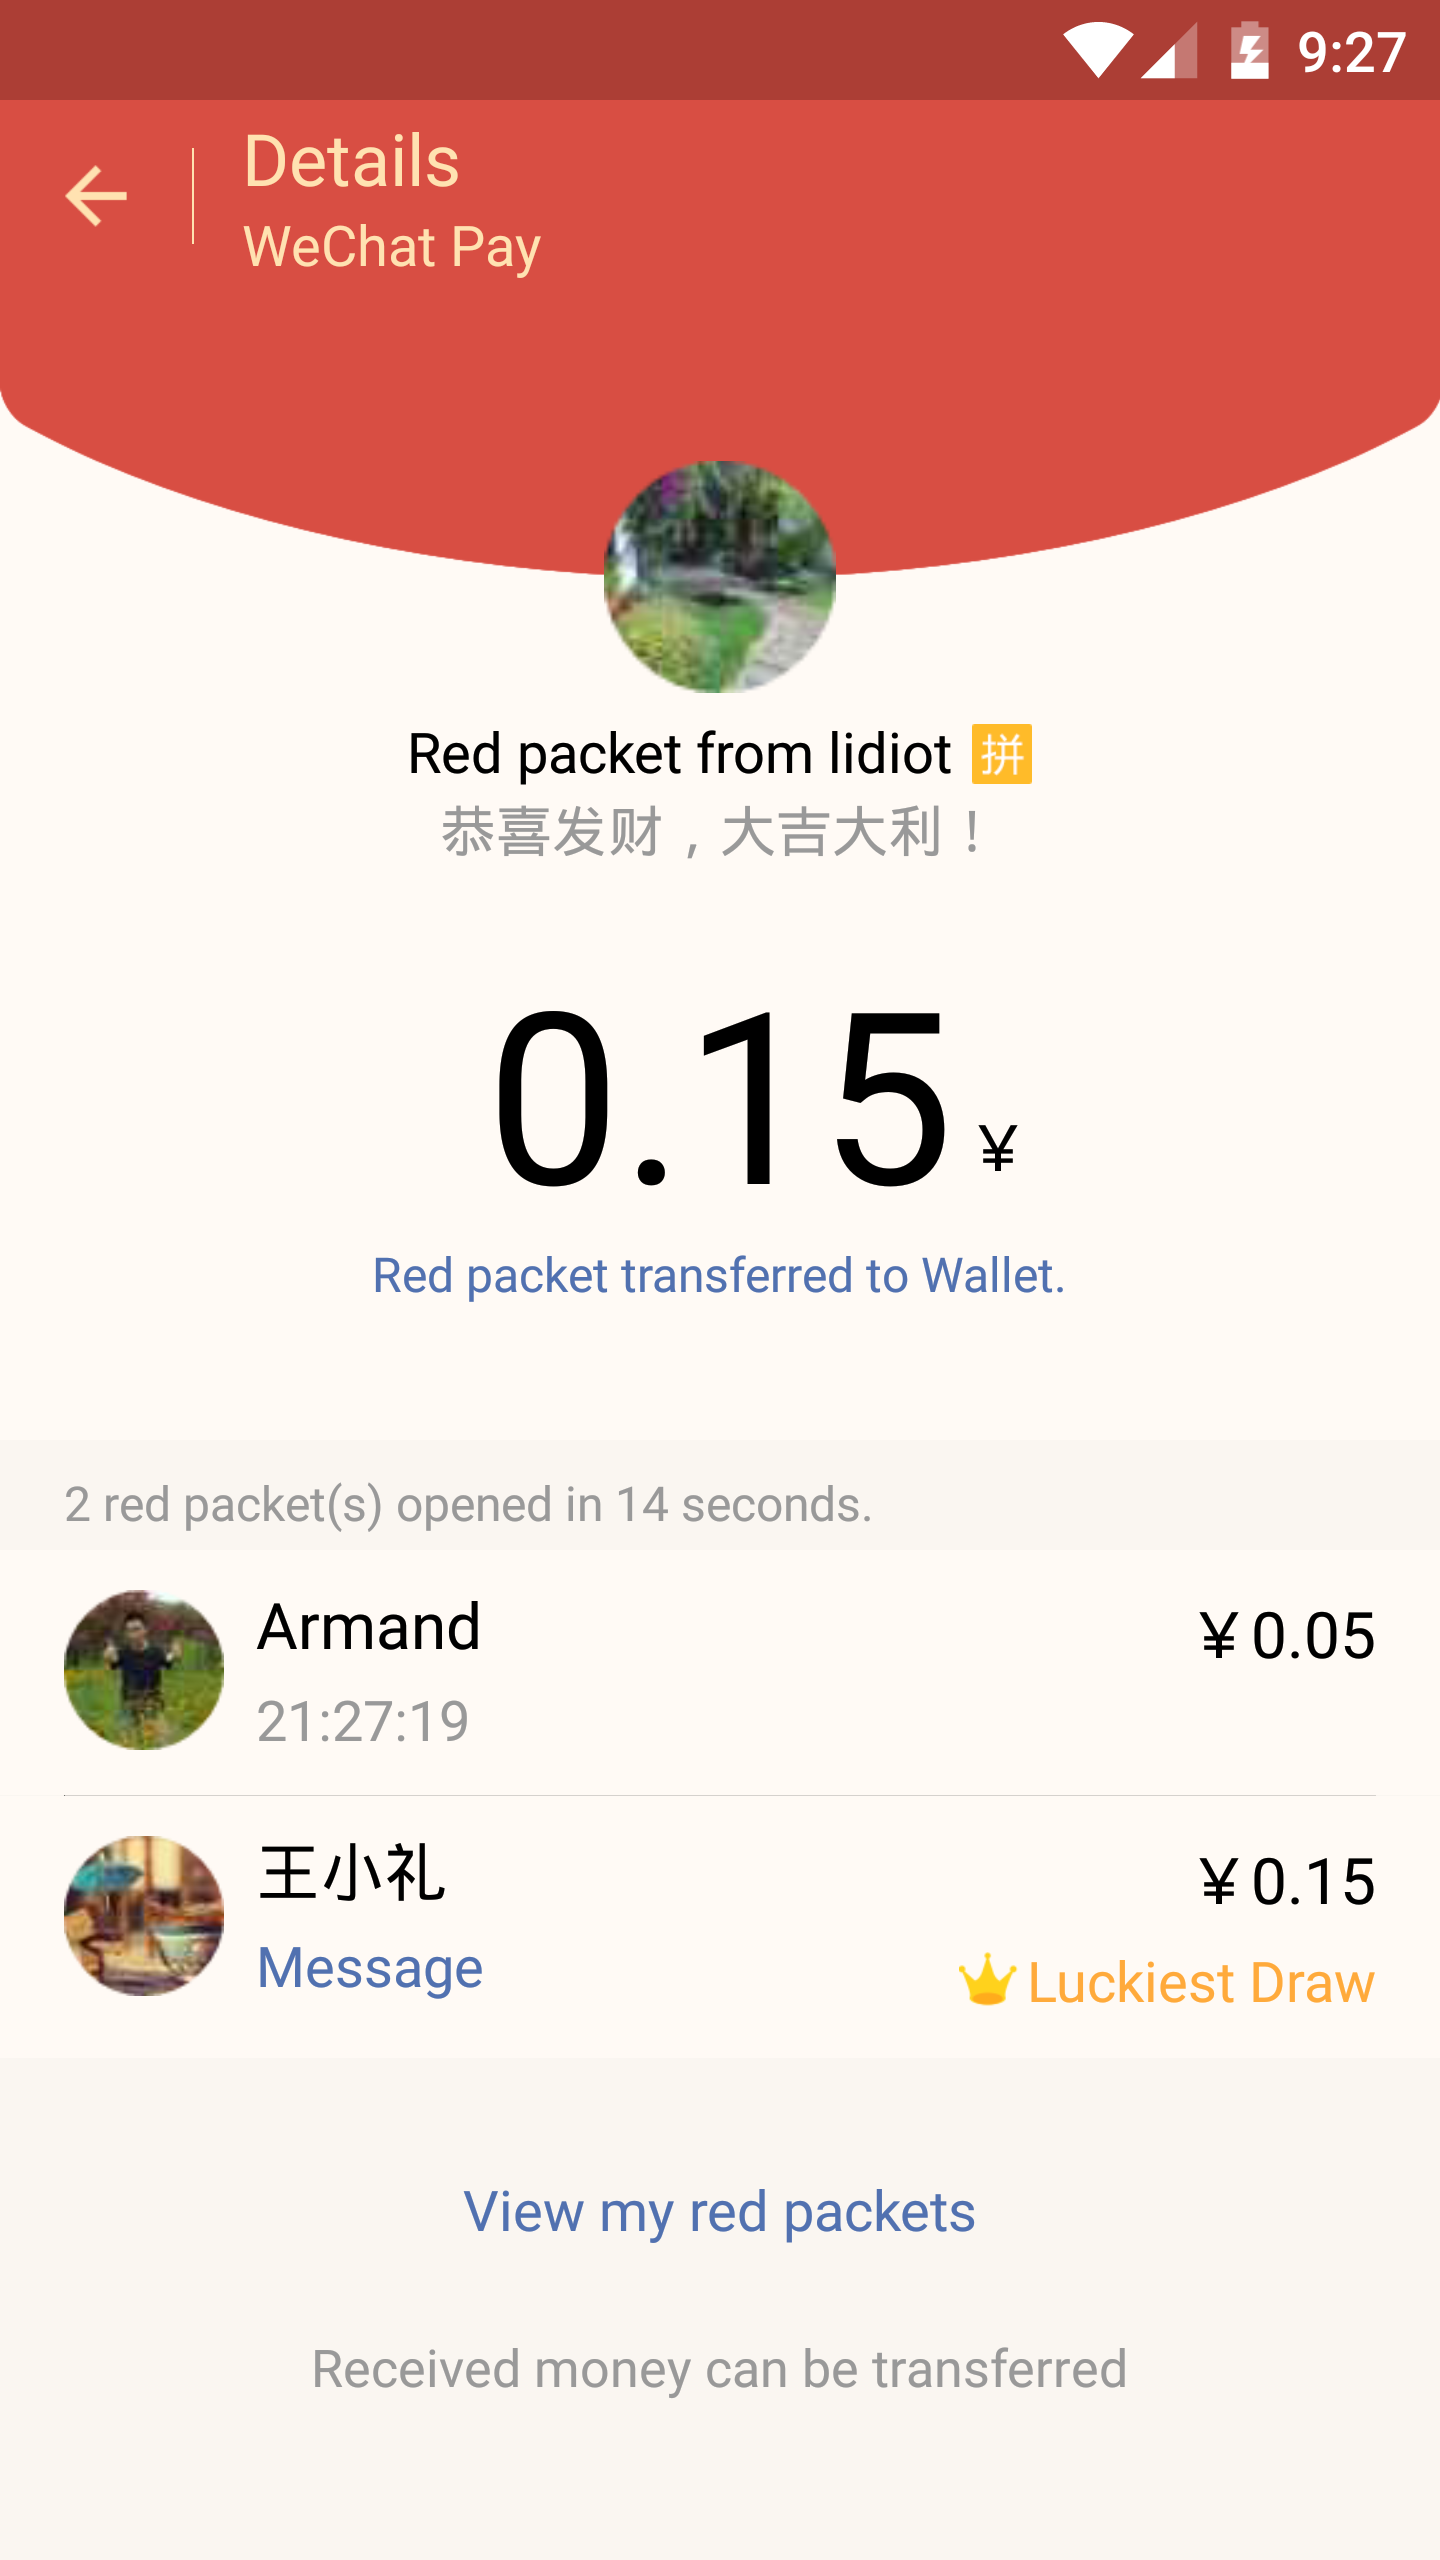 9:27
Details
WeChat Pay
Red packet from lidiot 拼
恭喜发财，大吉大利！
0.15 ¥
Red packet transferred to Wallet.
2 red packet(s) opened in 14 seconds.
Armand ¥0.05
21:27:19
王小礼 ¥0.15
Message Luckiest Draw
View my red packets
Received money can be transferred